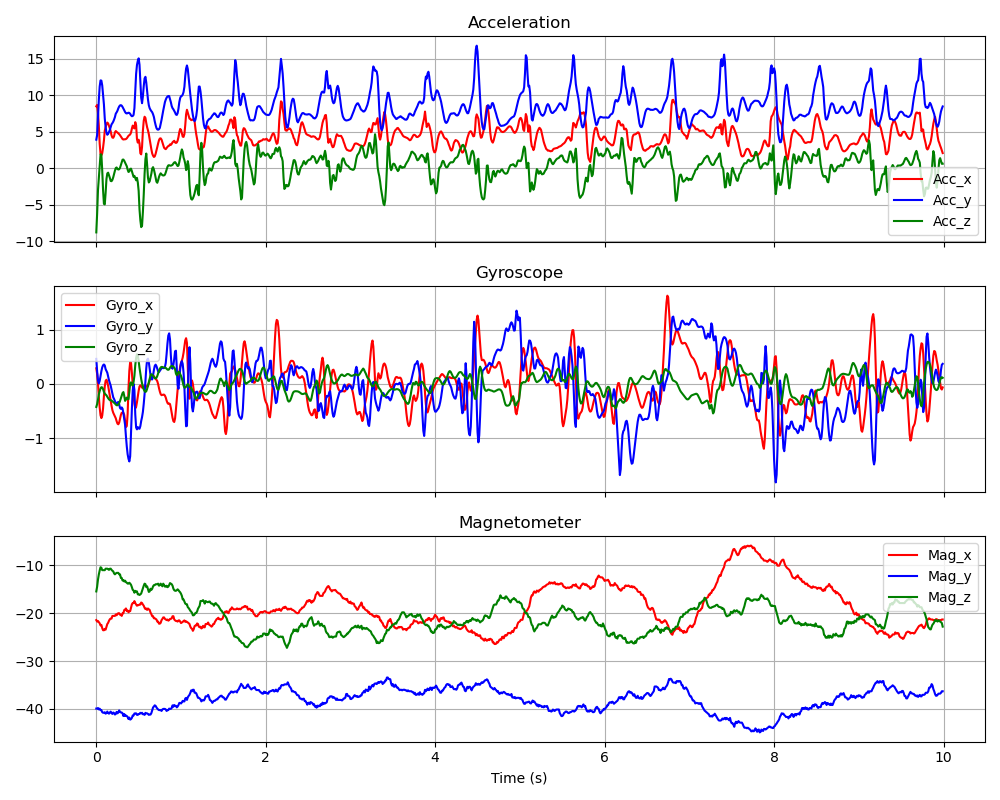 Acceleration
15
10
5
0
−5
−10
Acc_x
Acc_y
Acc_z
Gyroscope
Gyro_x
Gyro_y
Gyro_z
1
0
−1
Magnetometer
−10
−20
−30
−40
Mag_x
Mag_y
Mag_z
0 2 4 6 8 10
Time (s)